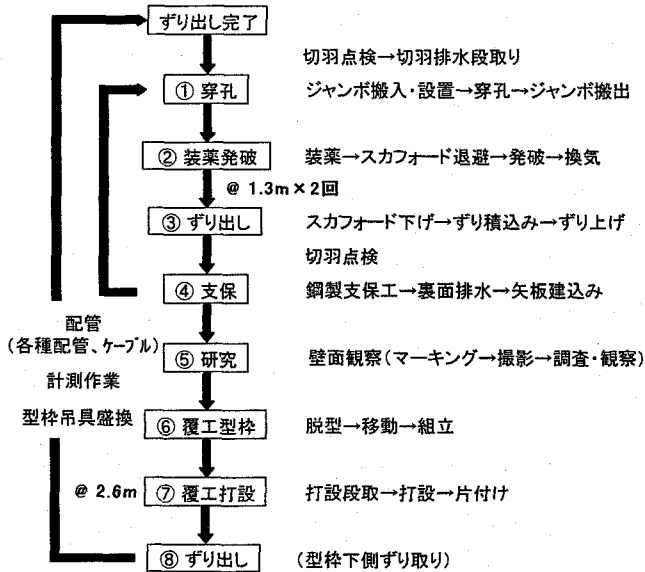 ずり出し完了
切羽点検→切羽排水段取り
① 穿孔 ジャンボ搬入・設置→穿孔→ジャンボ搬出
② 装薬発破 装薬→スカフォード退避→発破→換気
@ 1.3m×2回
③ ずり出し スカフォード下げ→ずり積込み→ずり上げ
切羽点検
④ 支保 鋼製支保工→裏面排水→矢板建込み
配管
(各種配管、ケーブル)
⑤ 研究 壁面観察(マーキング→撮影→調査・観察)
計測作業
型枠吊具盛換
⑥ 覆工型枠 脱型→移動→組立
@ 2.6m ⑦ 覆工打設 打設段取→打設→片付け
⑧ ずり出し (型枠下側ずり取り)